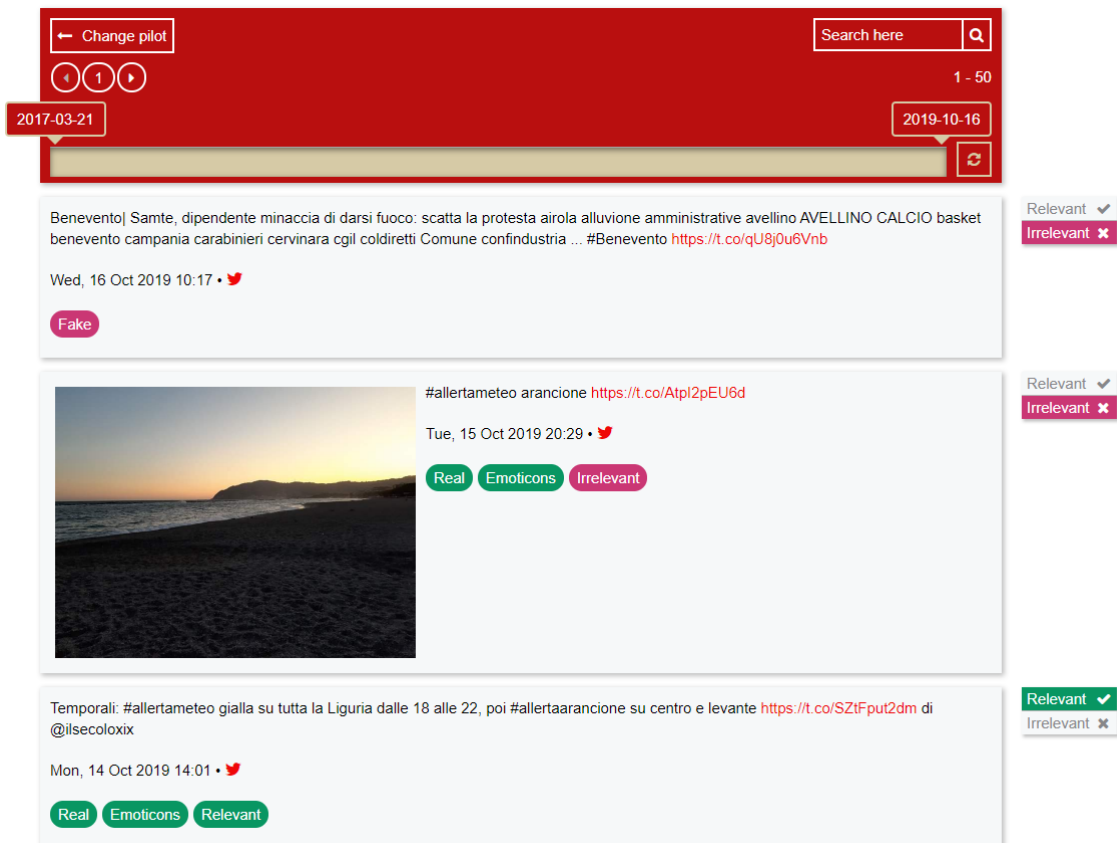 Change pilot
Search here
1
1 - 50
2017-03-21
2019-10-16
Benevento| Samte, dipendente minaccia di darsi fuoco: scatta la protesta airola alluvione amministrative avellino AVELLINO CALCIO basket
benevento campania carabinieri cervinara cgil coldiretti Comune confindustria ... #Benevento https://t.co/qU8j0u6Vnb
Relevant
Irrelevant
Wed, 16 Oct 2019 10:17 •
Fake
#allertameteo arancione https://t.co/AtpI2pEU6d
Relevant
Irrelevant
Tue, 15 Oct 2019 20:29 •
Real Emoticons Irrelevant
Temporali: #allertameteo gialla su tutta la Liguria dalle 18 alle 22, poi #allertaarancione su centro e levante https://t.co/SZtFput2dm di
@ilsecoloxix
Relevant
Irrelevant
Mon, 14 Oct 2019 14:01 •
Real Emoticons Relevant